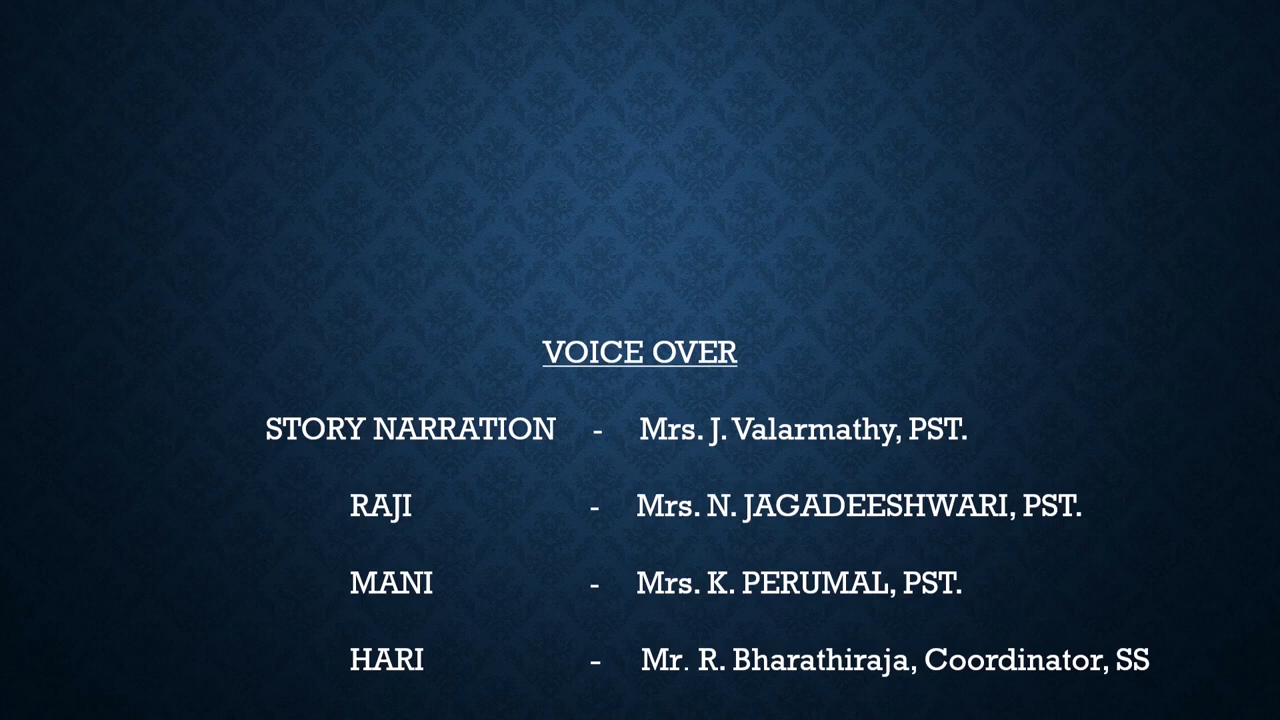 VOICE OVER
STORY NARRATION - Mrs. J. Valarmathy, PST.
RAJI - Mrs. N. JAGADEESHWARI, PST.
MANI - Mrs. K. PERUMAL, PST.
HARI - Mr. R. Bharathiraja, Coordinator, SS